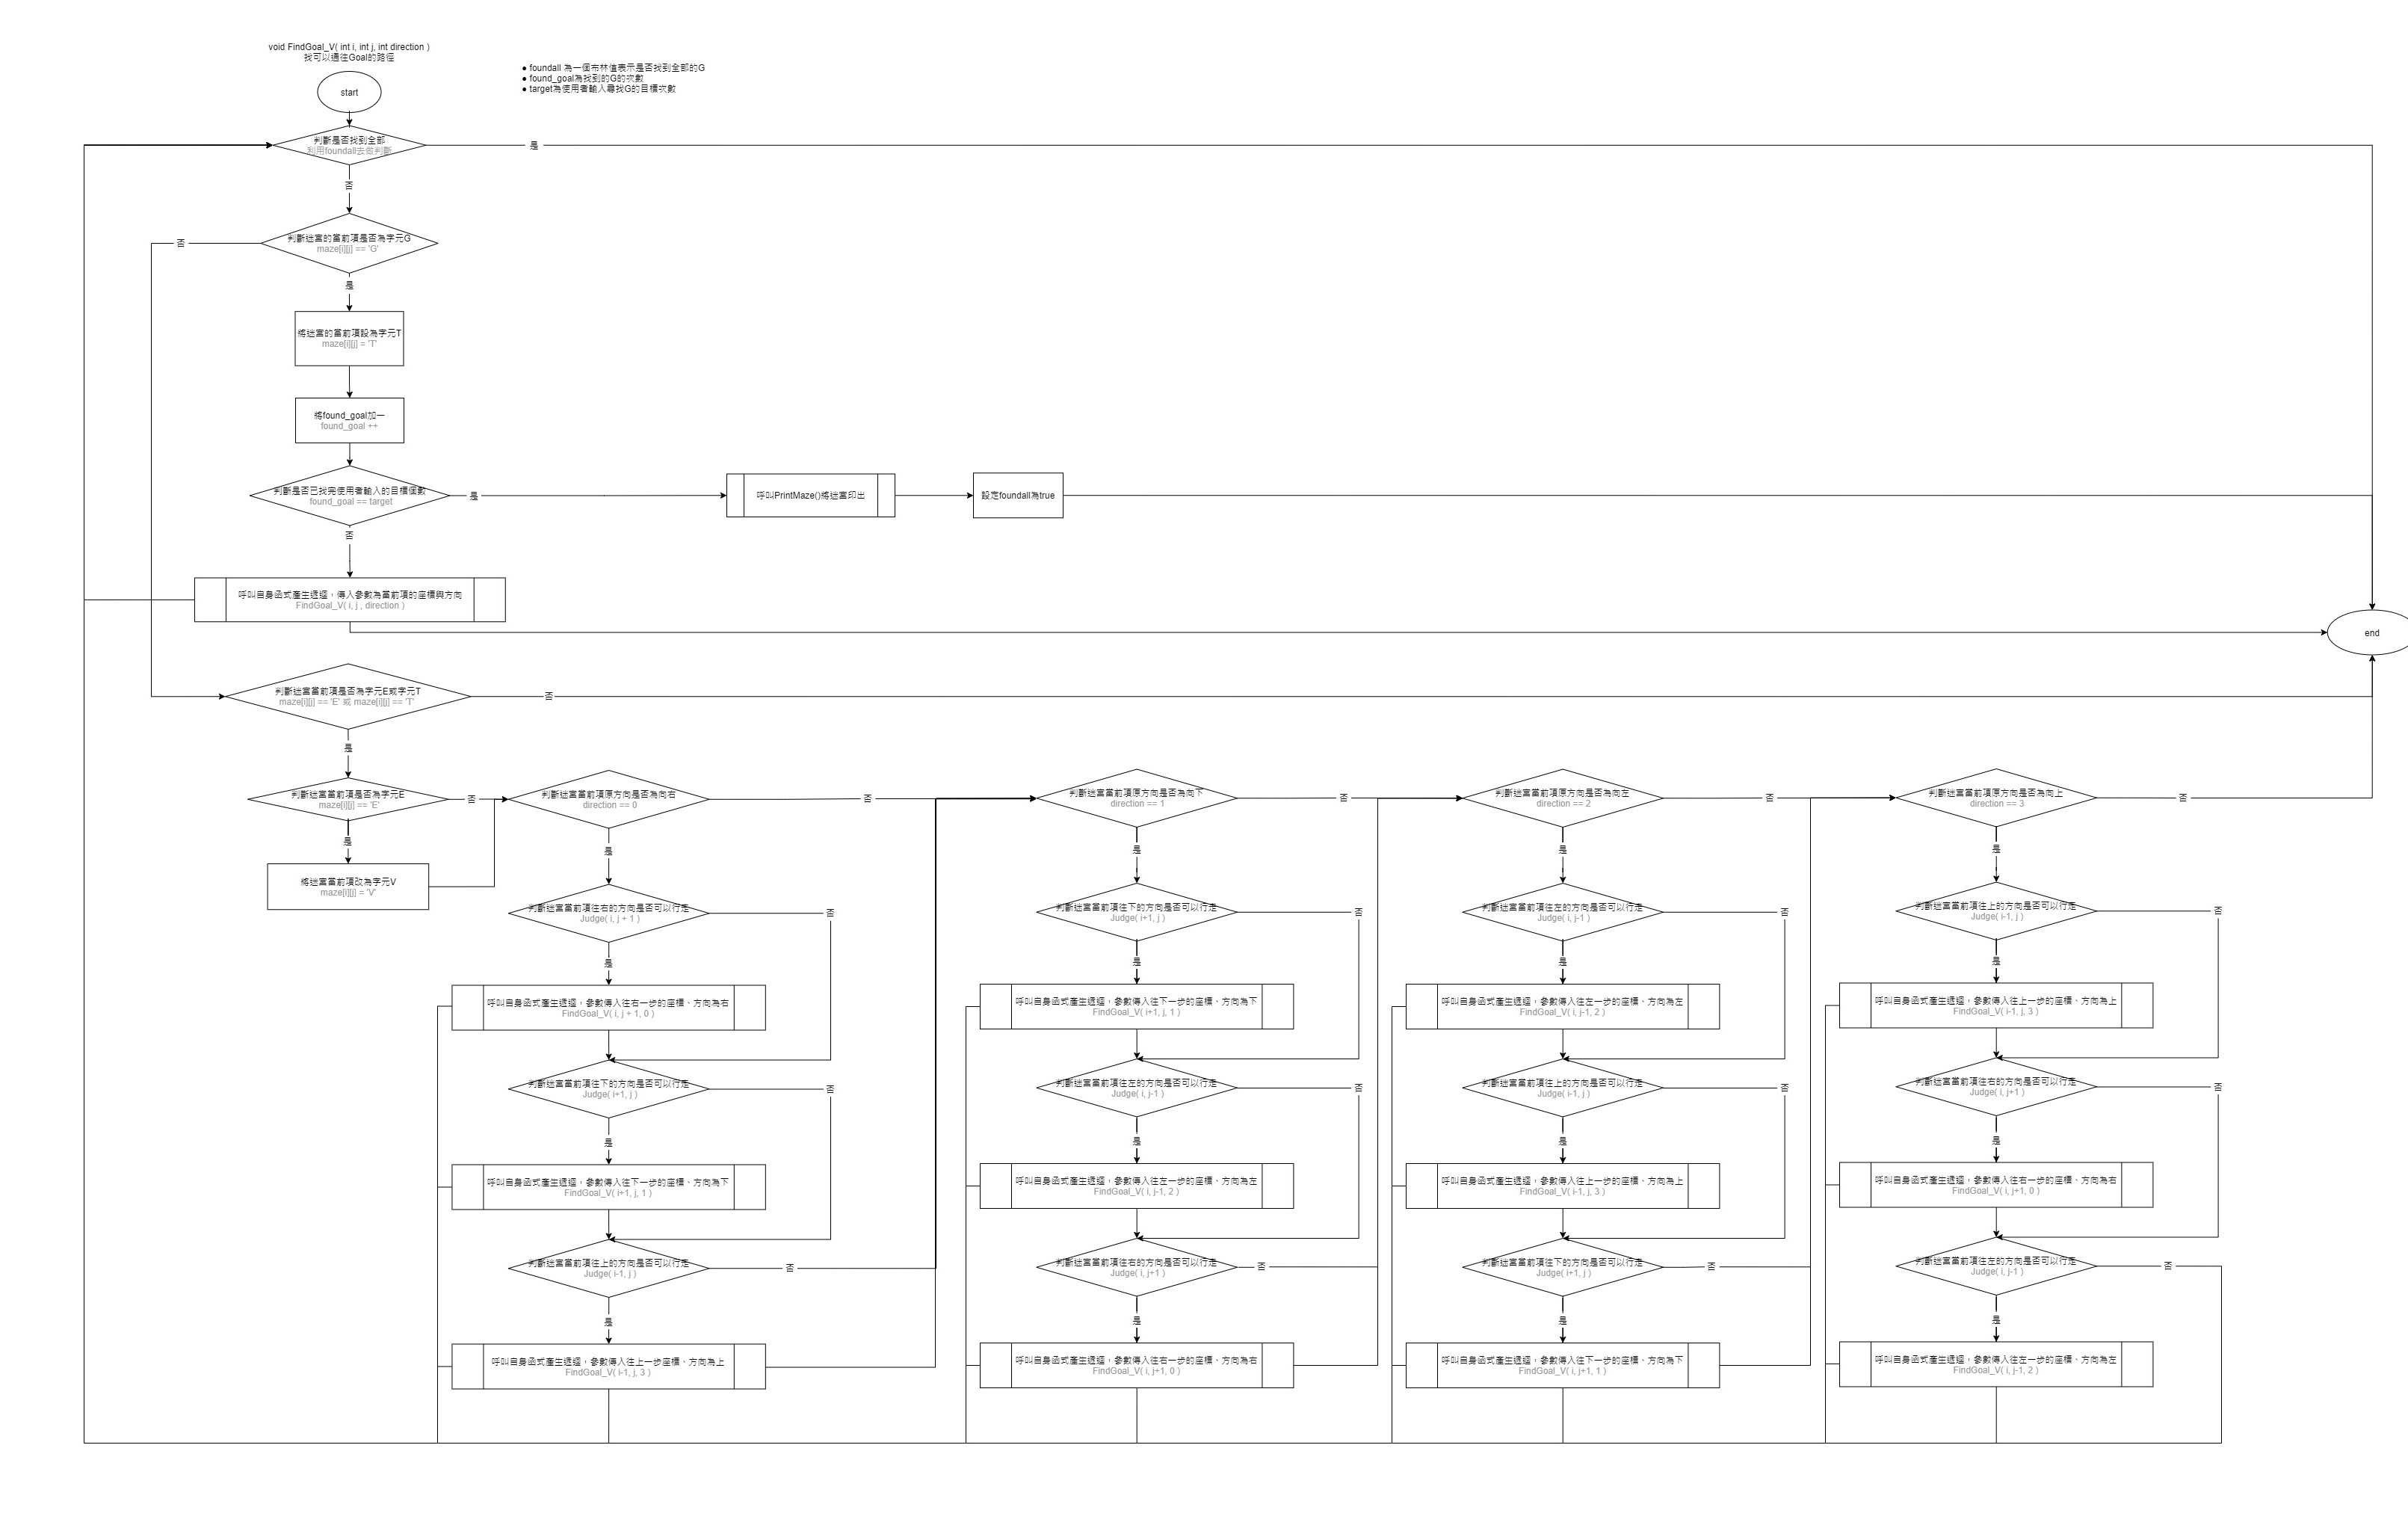 void FindGoal_V( int i, int j, int direction )
找可以通往Goal的路徑
● foundall 為一個布林值表示是否找到全部的G
● found_goal為找到的G的次數
● target為使用者輸入尋找G的目標次數
start
判斷是否找到全部
利用foundall去做判斷
是
否
判斷迷宮的當前項是否為字元G
maze[i][j] == 'G'
否
是
將迷宮的當前項設為字元T
maze[i][j] = 'T'
將found_goal加一
found_goal ++
判斷是否已找完使用者輸入的目標個數
found_goal == target
是
呼叫PrintMaze()將迷宮印出
設定foundall為true
否
呼叫自身函式產生遞迴，傳入參數為當前項的座標與方向
FindGoal_V( i, j , direction )
end
判斷迷宮當前項是否為字元E或字元T
maze[i][j] == 'E' 或 maze[i][j] == 'T'
否
是
判斷迷宮當前項是否為字元E
maze[i][j] == 'E'
否
是
將迷宮當前項改為字元V
maze[i][j] = 'V'
判斷迷宮當前項原方向是否為向右
direction == 0
否
是
判斷迷宮當前項往右的方向是否可以行走
Judge( i, j + 1 )
否
是
呼叫自身函式產生遞迴，參數傳入往右一步的座標、方向為右
FindGoal_V( i, j + 1, 0 )
判斷迷宮當前項往下的方向是否可以行走
Judge( i+1, j )
否
是
呼叫自身函式產生遞迴，參數傳入往下一步的座標、方向為下
FindGoal_V( i+1, j, 1 )
判斷迷宮當前項往上的方向是否可以行走
Judge( i-1, j )
否
是
呼叫自身函式產生遞迴，參數傳入往上一步座標、方向為上
FindGoal_V( i-1, j, 3 )
判斷迷宮當前項原方向是否為向下
direction == 1
否
是
判斷迷宮當前項往下的方向是否可以行走
Judge( i+1, j )
否
是
呼叫自身函式產生遞迴，參數傳入往下一步的座標、方向為下
FindGoal_V( i+1, j, 1 )
判斷迷宮當前項往左的方向是否可以行走
Judge( i, j-1 )
否
是
呼叫自身函式產生遞迴，參數傳入往左一步的座標、方向為左
FindGoal_V( i, j-1, 2 )
判斷迷宮當前項往右的方向是否可以行走
Judge( i, j+1 )
否
是
呼叫自身函式產生遞迴，參數傳入往右一步的座標、方向為右
FindGoal_V( i, j+1, 0 )
判斷迷宮當前項原方向是否為向左
direction == 2
否
是
判斷迷宮當前項往左的方向是否可以行走
Judge( i, j-1 )
否
是
呼叫自身函式產生遞迴，參數傳入往左一步的座標、方向為左
FindGoal_V( i, j-1, 2 )
判斷迷宮當前項往上的方向是否可以行走
Judge( i-1, j )
否
是
呼叫自身函式產生遞迴，參數傳入往上一步的座標、方向為上
FindGoal_V( i-1, j, 3 )
判斷迷宮當前項往下的方向是否可以行走
Judge( i+1, j )
否
是
呼叫自身函式產生遞迴，參數傳入往下一步的座標、方向為下
FindGoal_V( i, j+1, 1 )
判斷迷宮當前項原方向是否為向上
direction == 3
否
是
判斷迷宮當前項往上的方向是否可以行走
Judge( i-1, j )
否
是
呼叫自身函式產生遞迴，參數傳入往上一步的座標、方向為上
FindGoal_V( i-1, j, 3 )
判斷迷宮當前項往右的方向是否可以行走
Judge( i, j+1 )
否
是
呼叫自身函式產生遞迴，參數傳入往右一步的座標、方向為右
FindGoal_V( i, j+1, 0 )
判斷迷宮當前項往左的方向是否可以行走
Judge( i, j-1 )
否
是
呼叫自身函式產生遞迴，參數傳入往左一步的座標、方向為左
FindGoal_V( i, j-1, 2 )